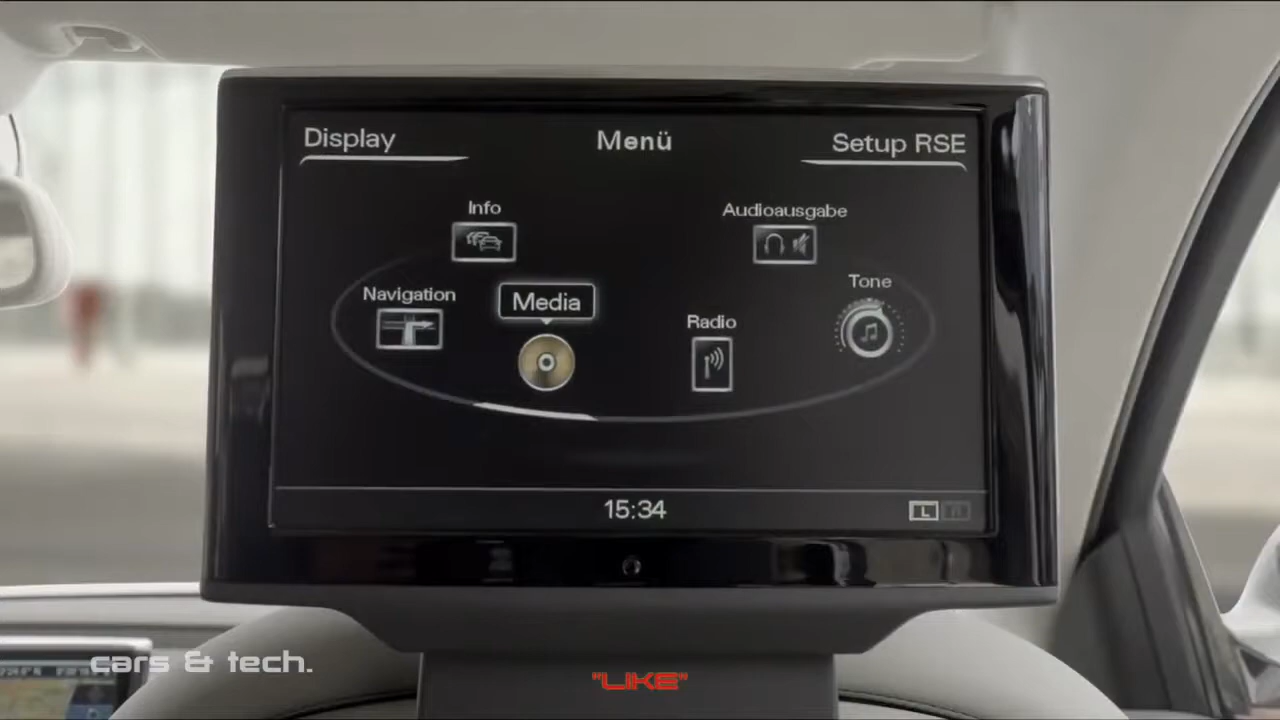 Display
Menü
Setup RSE
Info
Audioausgabe
Navigation
Media
Radio
Tone
15:34
L
cars & tech.
"LIKE"